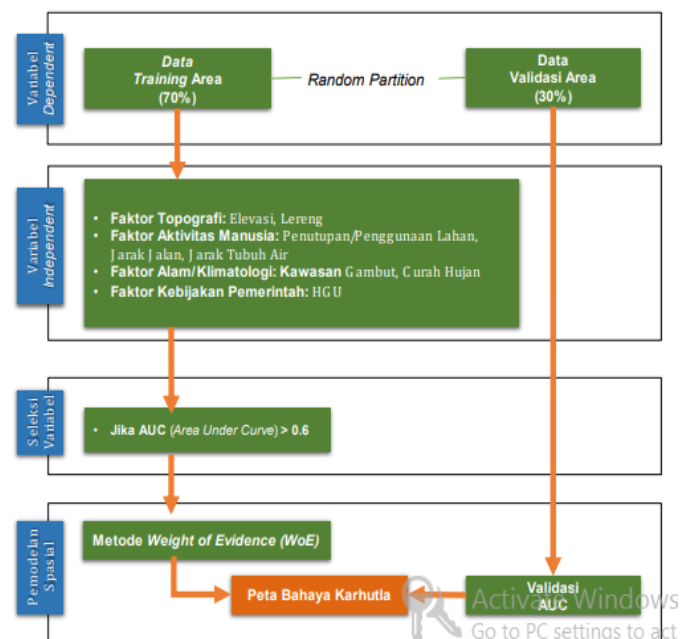 Variabel
Dependent
Data
Training Area
(70%)
Random Partition
Data
Validasi Area
(30%)
Variabel
Independent
• Faktor Topografi: Elevasi, Lereng
• Faktor Aktivitas Manusia: Penutupan/Penggunaan Lahan,
Jarak Jalan, Jarak Tubuh Air
• Faktor Alam/Klimatologi: Kawasan Gambut, Curah Hujan
• Faktor Kebijakan Pemerintah: HGU
Seleksi
Variabel
• Jika AUC (Area Under Curve) > 0.6
Pemodelan
Spasial
Metode Weight of Evidence (WoE)
Peta Bahaya Karhutla
Validasi
AUC
Activate Windows
Go to PC settings to act